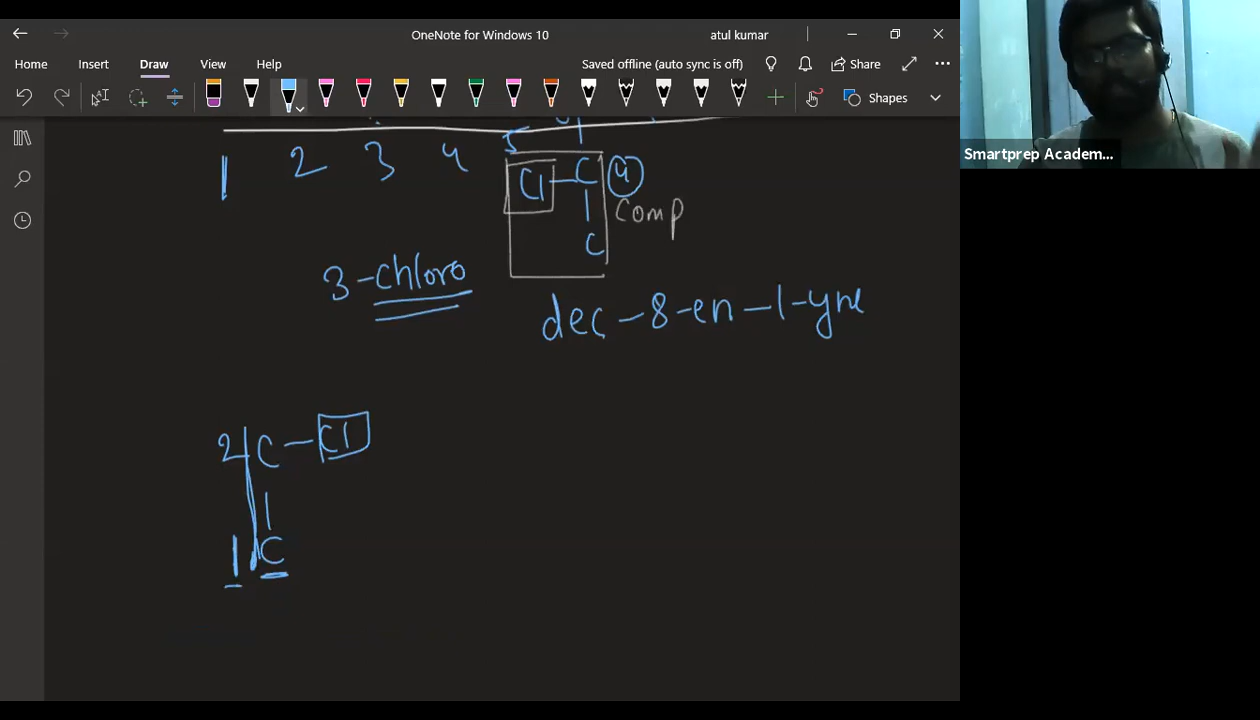 OneNote for Windows 10
atul kumar
Home Insert Draw View Help
Saved offline (auto sync is off)
Share
Shapes
Smartprep Academ...
1 2 3 4 5
Cl-C 4
comp
C
3-chloro
dec-8-en-1-yne
2 C-Cl
1 C